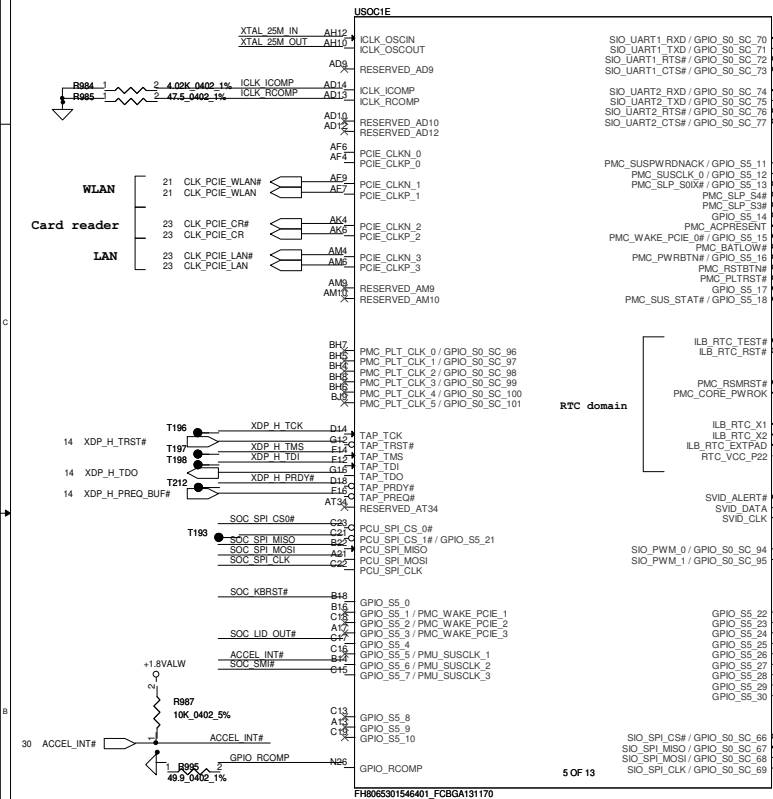 USOC1E
XTAL_25M_IN AH12 ICLK_OSCIN
XTAL_25M_OUT AH10 ICLK_OSCOUT
AD9 RESERVED_AD9
R984 1 2 4.02K_0402_1% ICLK_ICOMP AD14 ICLK_ICOMP
R985 1 2 47.5_0402_1% ICLK_RCOMP AD13 ICLK_RCOMP
AD10 RESERVED_AD10
AD12 RESERVED_AD12
AF6 PCIE_CLKN_0
AF4 PCIE_CLKP_0
WLAN
21 CLK_PCIE_WLAN# AF9 PCIE_CLKN_1
21 CLK_PCIE_WLAN AF7 PCIE_CLKP_1
Card reader
23 CLK_PCIE_CR# AK4 PCIE_CLKN_2
23 CLK_PCIE_CR AK6 PCIE_CLKP_2
LAN
23 CLK_PCIE_LAN# AM4 PCIE_CLKN_3
23 CLK_PCIE_LAN AM6 PCIE_CLKP_3
AM9 RESERVED_AM9
AM10 RESERVED_AM10
C
BH7 PMC_PLT_CLK_0 / GPIO_S0_SC_96
BH5 PMC_PLT_CLK_1 / GPIO_S0_SC_97
BH4 PMC_PLT_CLK_2 / GPIO_S0_SC_98
BH8 PMC_PLT_CLK_3 / GPIO_S0_SC_99
BH6 PMC_PLT_CLK_4 / GPIO_S0_SC_100
BJ9 PMC_PLT_CLK_5 / GPIO_S0_SC_101
T196 XDP_H_TCK D14 TAP_TCK
14 XDP_H_TRST# G12 TAP_TRST#
T197 XDP_H_TMS F14 TAP_TMS
T198 XDP_H_TDI F12 TAP_TDI
14 XDP_H_TDO G16 TAP_TDO
T212 XDP_H_PRDY# D18 TAP_PRDY#
14 XDP_H_PREQ_BUF# F16 TAP_PREQ#
AT34 RESERVED_AT34
SOC_SPI_CS0# C23 PCU_SPI_CS_0#
T193 C21 PCU_SPI_CS_1# / GPIO_S5_21
SOC_SPI_MISO B22 PCU_SPI_MISO
SOC_SPI_MOSI A21 PCU_SPI_MOSI
SOC_SPI_CLK C22 PCU_SPI_CLK
SOC_KBRST# B18 GPIO_S5_0
B16 GPIO_S5_1 / PMC_WAKE_PCIE_1
C18 GPIO_S5_2 / PMC_WAKE_PCIE_2
A17 GPIO_S5_3 / PMC_WAKE_PCIE_3
SOC_LID_OUT# C17 GPIO_S5_4
C16 GPIO_S5_5 / PMU_SUSCLK_1
ACCEL_INT# B14 GPIO_S5_6 / PMU_SUSCLK_2
SOC_SMI# C15 GPIO_S5_7 / PMU_SUSCLK_3
+1.8VALW
2
R987
10K_0402_5%
1
B
C13 GPIO_S5_8
A13 GPIO_S5_9
C19 GPIO_S5_10
30 ACCEL_INT# ACCEL_INT#
1 R995 2 GPIO_RCOMP N26 GPIO_RCOMP
49.9_0402_1%
SIO_UART1_RXD / GPIO_S0_SC_70
SIO_UART1_TXD / GPIO_S0_SC_71
SIO_UART1_RTS# / GPIO_S0_SC_72
SIO_UART1_CTS# / GPIO_S0_SC_73
SIO_UART2_RXD / GPIO_S0_SC_74
SIO_UART2_TXD / GPIO_S0_SC_75
SIO_UART2_RTS# / GPIO_S0_SC_76
SIO_UART2_CTS# / GPIO_S0_SC_77
PMC_SUSPWRDNACK / GPIO_S5_11
PMC_SUSCLK_0 / GPIO_S5_12
PMC_SLP_S0IX# / GPIO_S5_13
PMC_SLP_S4#
PMC_SLP_S3#
GPIO_S5_14
PMC_ACPRESENT
PMC_WAKE_PCIE_0# / GPIO_S5_15
PMC_BATLOW#
PMC_PWRBTN# / GPIO_S5_16
PMC_RSTBTN#
PMC_PLTRST#
GPIO_S5_17
PMC_SUS_STAT# / GPIO_S5_18
RTC domain
ILB_RTC_TEST#
ILB_RTC_RST#
PMC_RSMRST#
PMC_CORE_PWROK
ILB_RTC_X1
ILB_RTC_X2
ILB_RTC_EXTPAD
RTC_VCC_P22
SVID_ALERT#
SVID_DATA
SVID_CLK
SIO_PWM_0 / GPIO_S0_SC_94
SIO_PWM_1 / GPIO_S0_SC_95
GPIO_S5_22
GPIO_S5_23
GPIO_S5_24
GPIO_S5_25
GPIO_S5_26
GPIO_S5_27
GPIO_S5_28
GPIO_S5_29
GPIO_S5_30
SIO_SPI_CS# / GPIO_S0_SC_66
SIO_SPI_MISO / GPIO_S0_SC_67
SIO_SPI_MOSI / GPIO_S0_SC_68
SIO_SPI_CLK / GPIO_S0_SC_69
5 OF 13
FH8065301546401_FCBGA131170